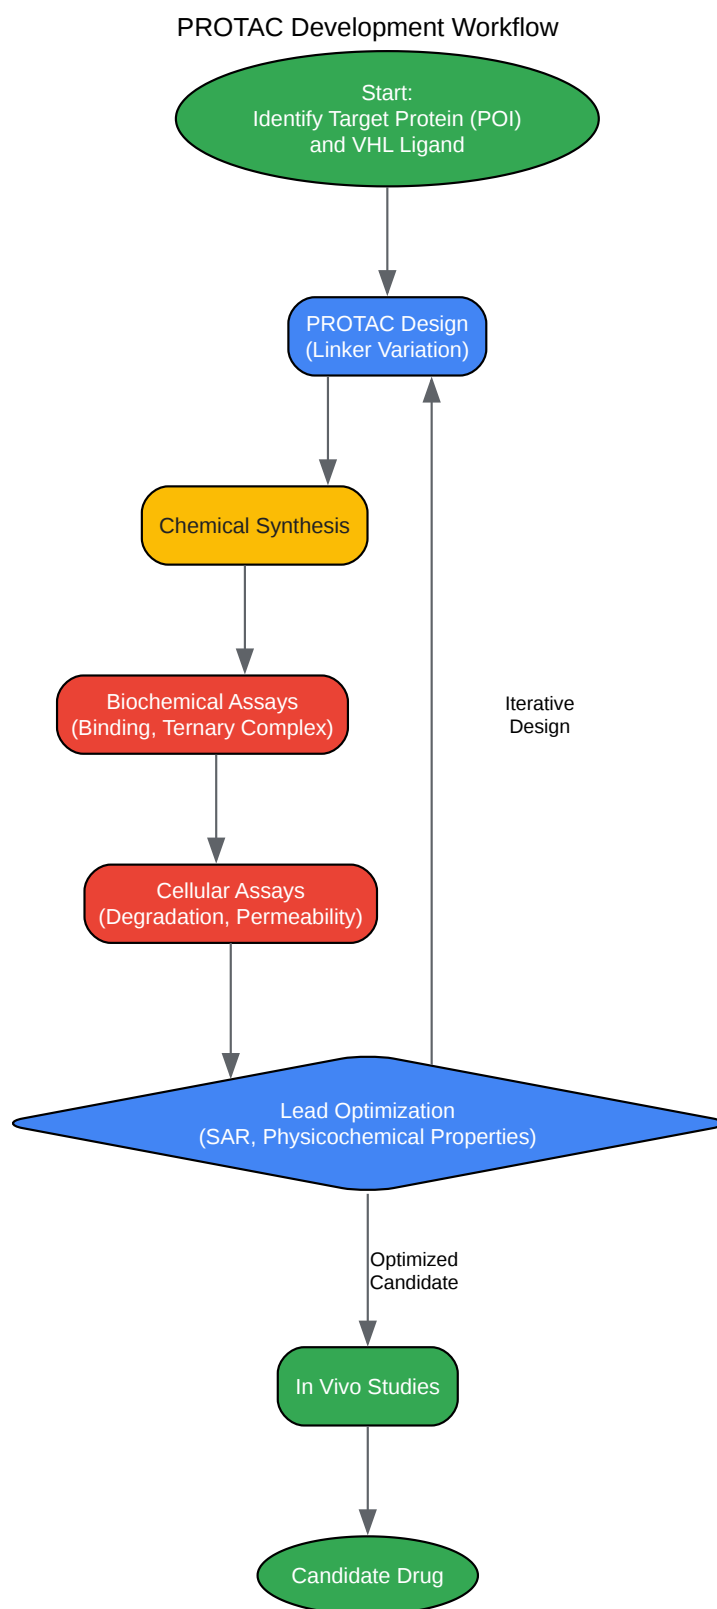 PROTAC Development Workflow
Start:
Identify Target Protein (POI)
and VHL Ligand
PROTAC Design
(Linker Variation)
Chemical Synthesis
Biochemical Assays
(Binding, Ternary Complex)
Iterative
Design
Cellular Assays
(Degradation, Permeability)
Lead Optimization
(SAR, Physicochemical Properties)
Optimized
Candidate
In Vivo Studies
Candidate Drug